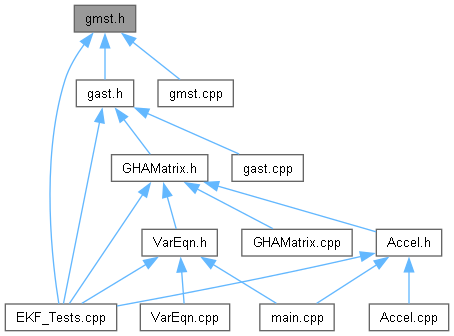 gmst.h
gast.h
gmst.cpp
GHAMatrix.h
gast.cpp
VarEqn.h
GHAMatrix.cpp
Accel.h
EKF_Tests.cpp
VarEqn.cpp
main.cpp
Accel.cpp